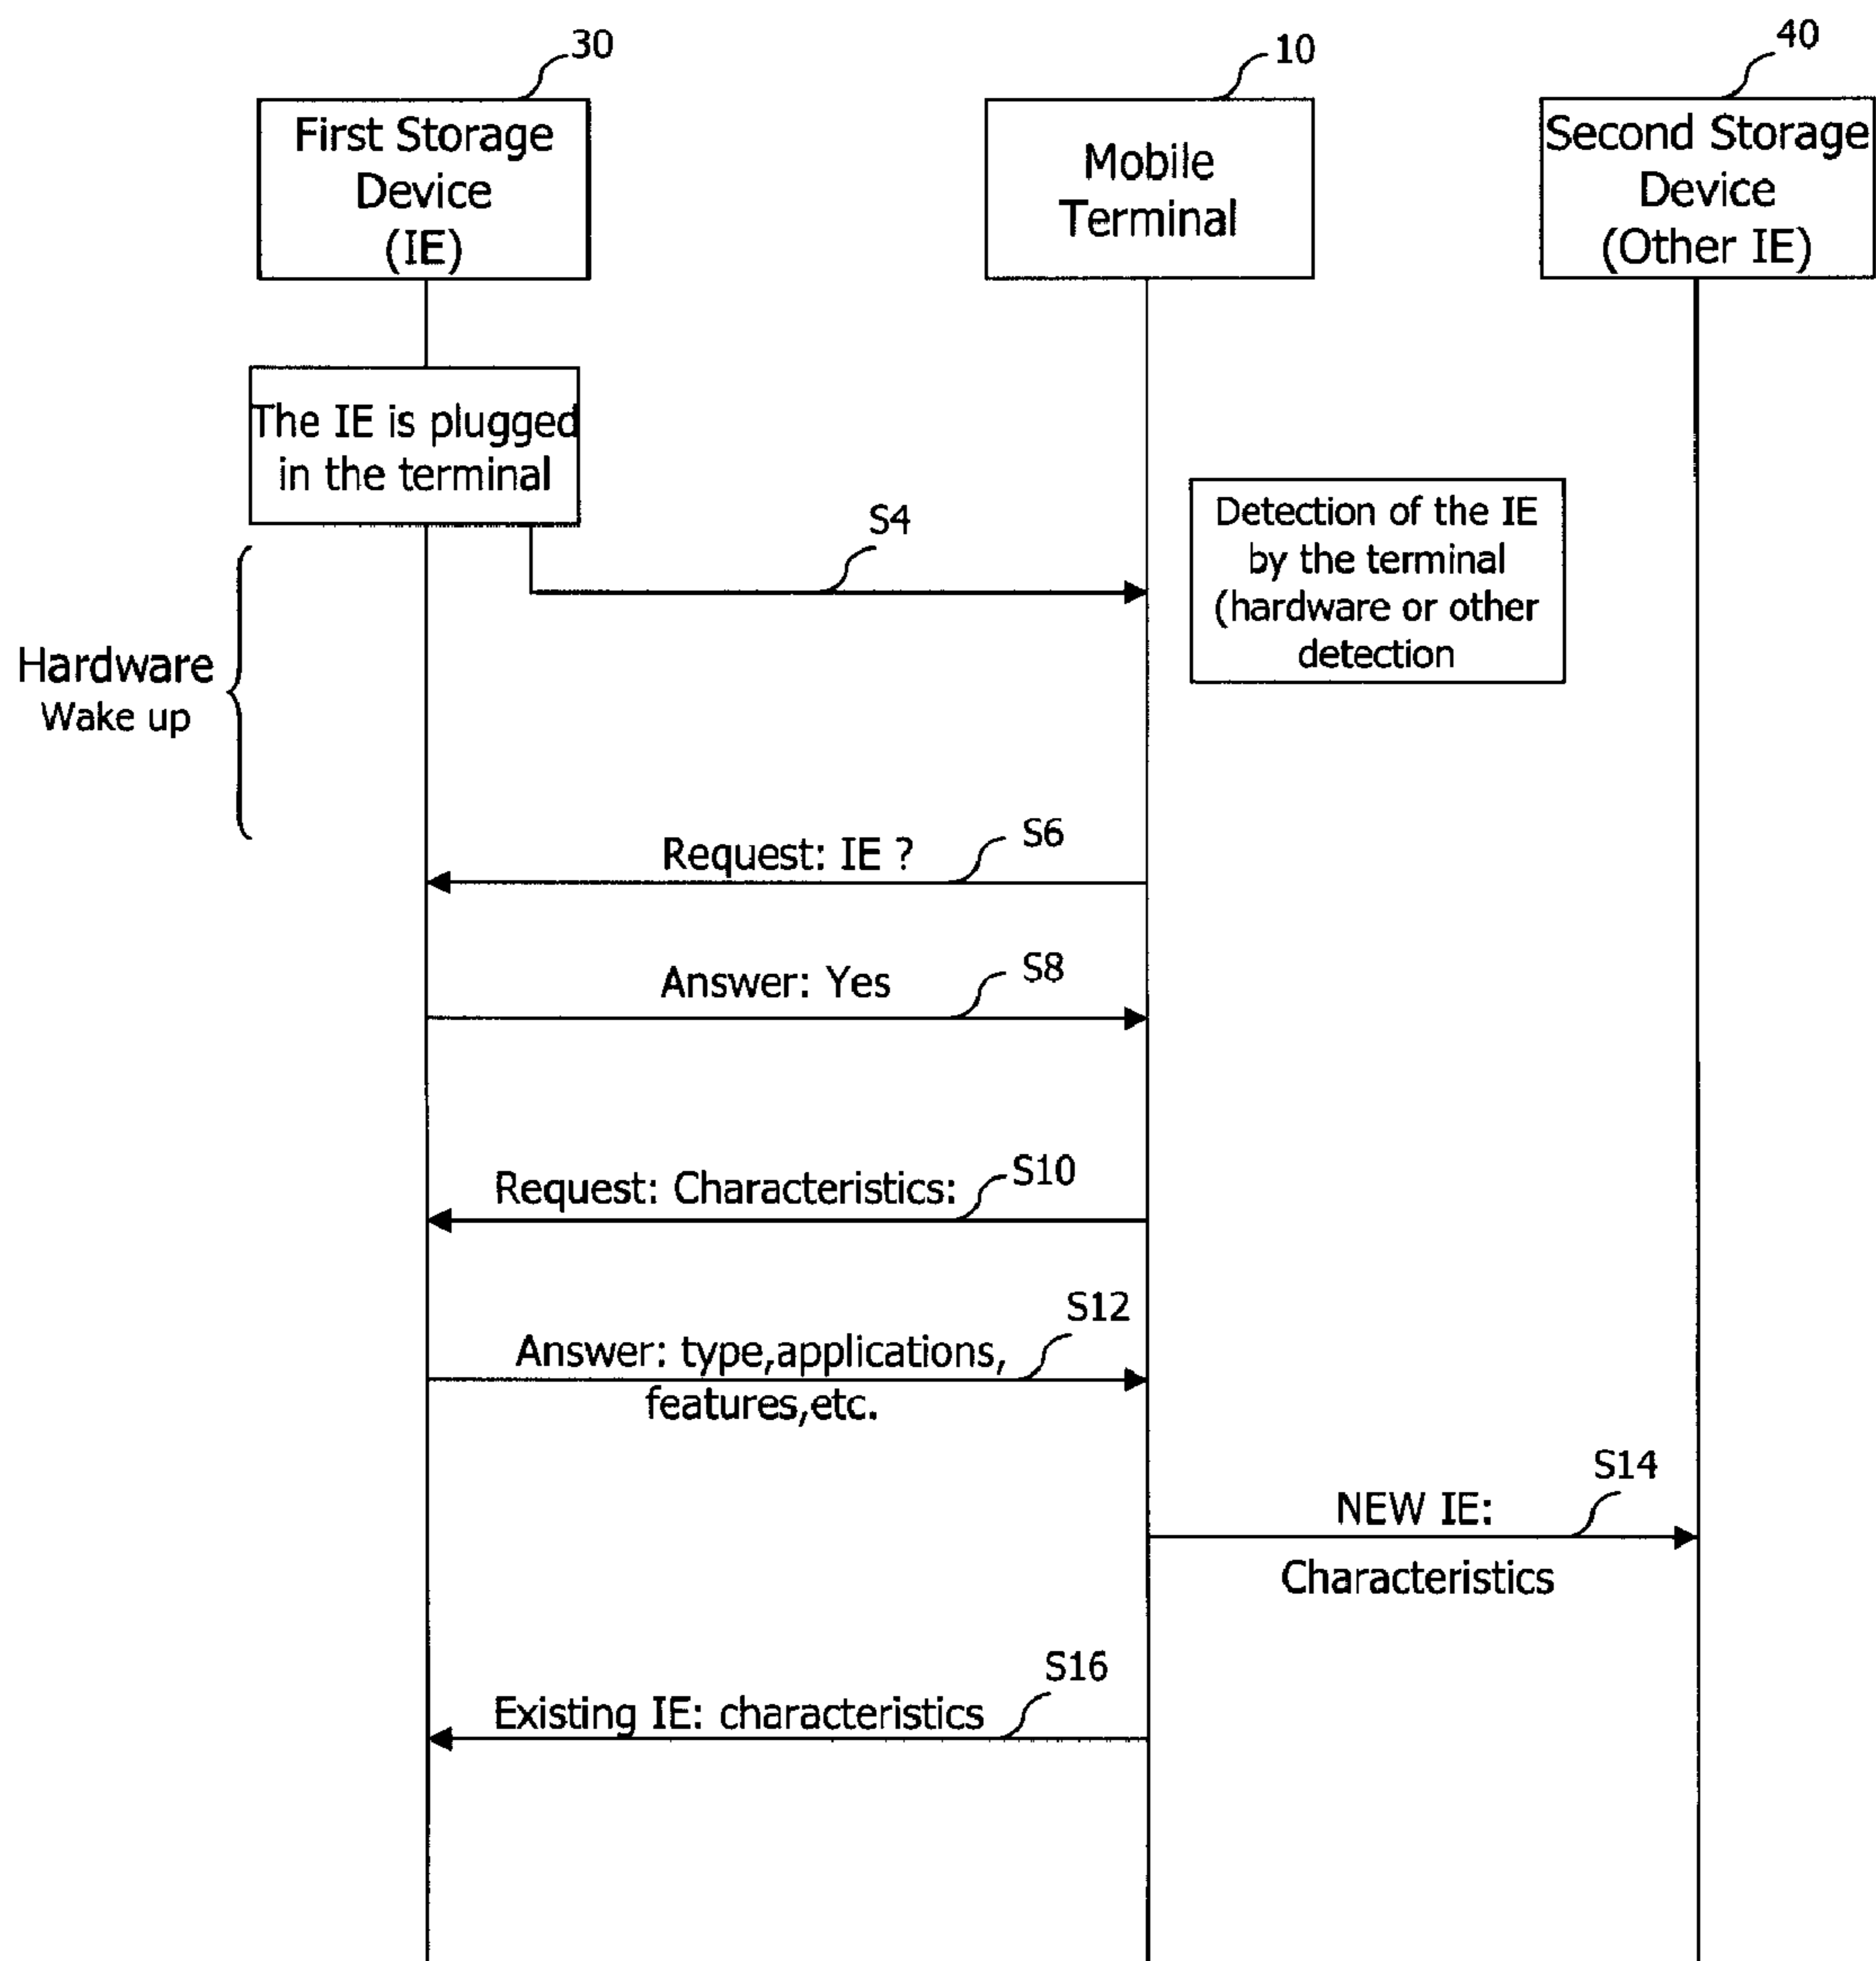 30
10
40
First Storage
Device
(IE)
Mobile
Terminal
Second Storage
Device
(Other IE)
The IE is plugged
in the terminal
S4
Detection of the IE
by the terminal
(hardware or other
detection
Hardware
Wake up
Request: IE ?
S6
Answer: Yes
S8
Request: Characteristics:
S10
S12
Answer: type,applications,
features,etc.
S14
NEW IE:
Characteristics
S16
Existing IE: characteristics